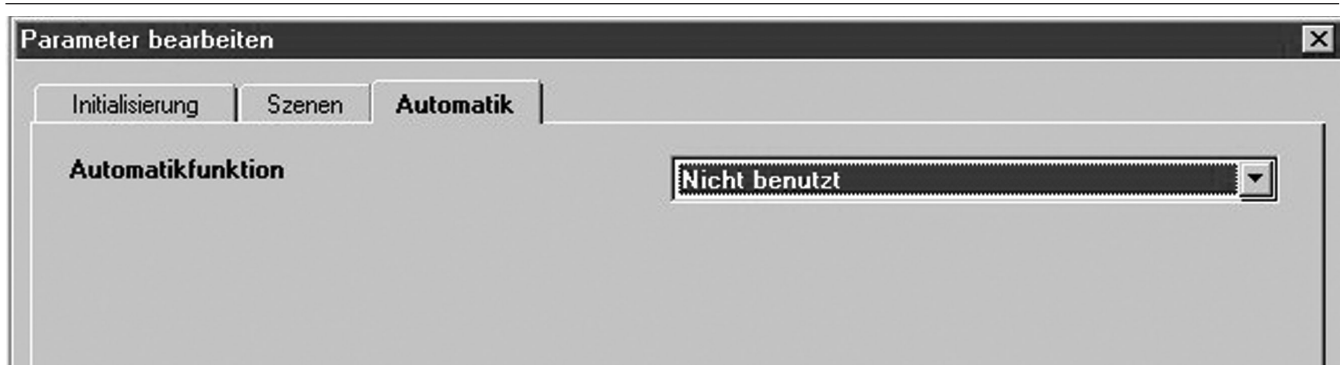 Parameter bearbeiten
Initialisierung Szenen Automatik
Automatikfunktion Nicht benutzt